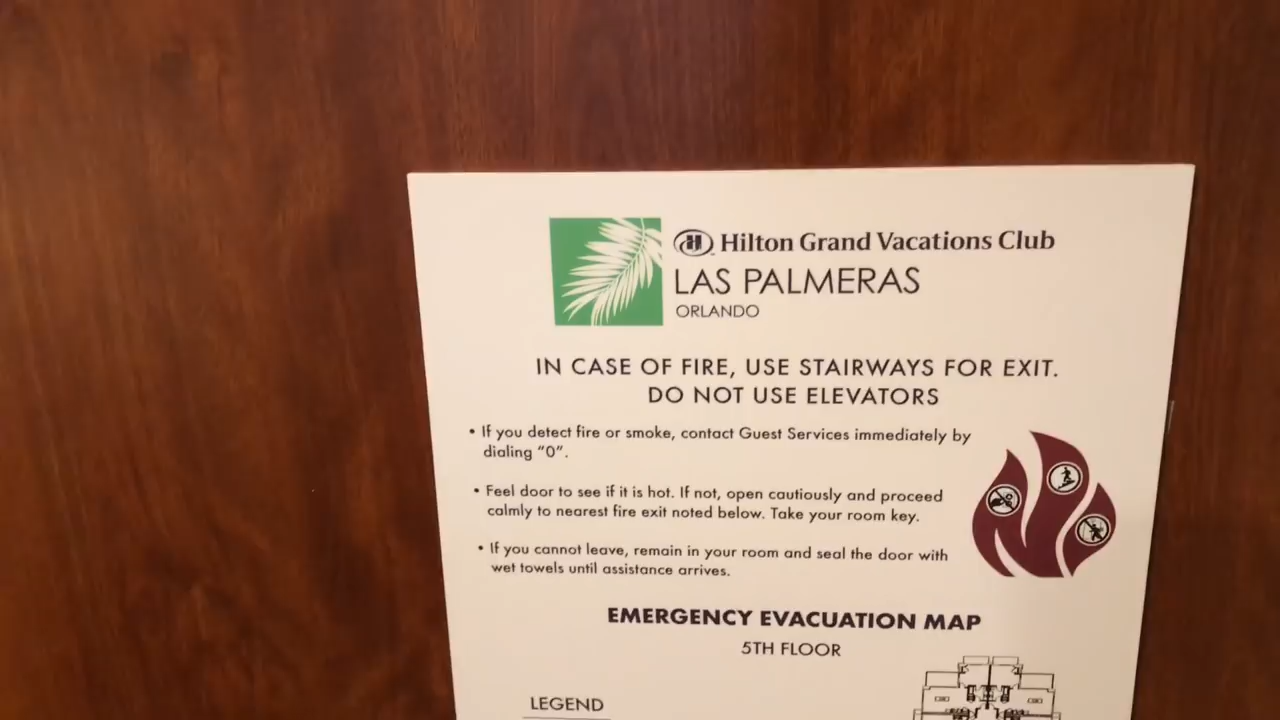 Hilton Grand Vacations Club
LAS PALMERAS
ORLANDO
IN CASE OF FIRE, USE STAIRWAYS FOR EXIT.
DO NOT USE ELEVATORS
• If you detect fire or smoke, contact Guest Services immediately by
dialing "0".
• Feel door to see if it is hot. If not, open cautiously and proceed
calmly to nearest fire exit noted below. Take your room key.
• If you cannot leave, remain in your room and seal the door with
wet towels until assistance arrives.
EMERGENCY EVACUATION MAP
5TH FLOOR
LEGEND